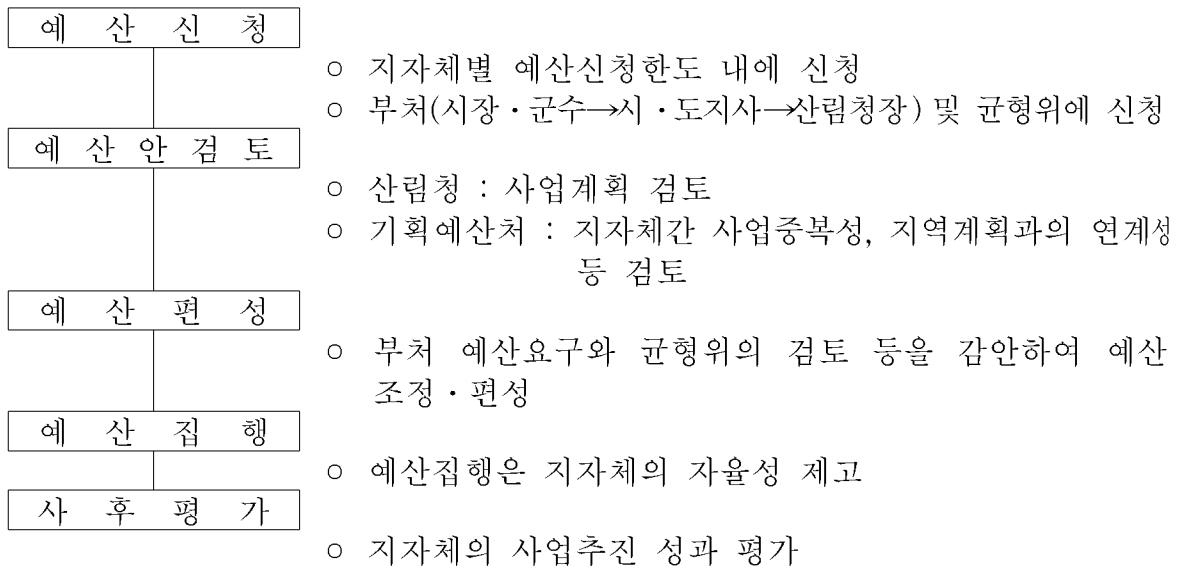 예 산 신 청
○ 지자체별 예산신청한도 내에 신청
○ 부처(시장·군수→시·도지사→산림청장) 및 균형위에 신청
예 산 안 검 토
○ 산림청 : 사업계획 검토
○ 기획예산처 : 지자체간 사업중복성, 지역계획과의 연계성
등 검토
예 산 편 성
○ 부처 예산요구와 균형위의 검토 등을 감안하여 예산
조정·편성
예 산 집 행
○ 예산집행은 지자체의 자율성 제고
사 후 평 가
○ 지자체의 사업추진 성과 평가